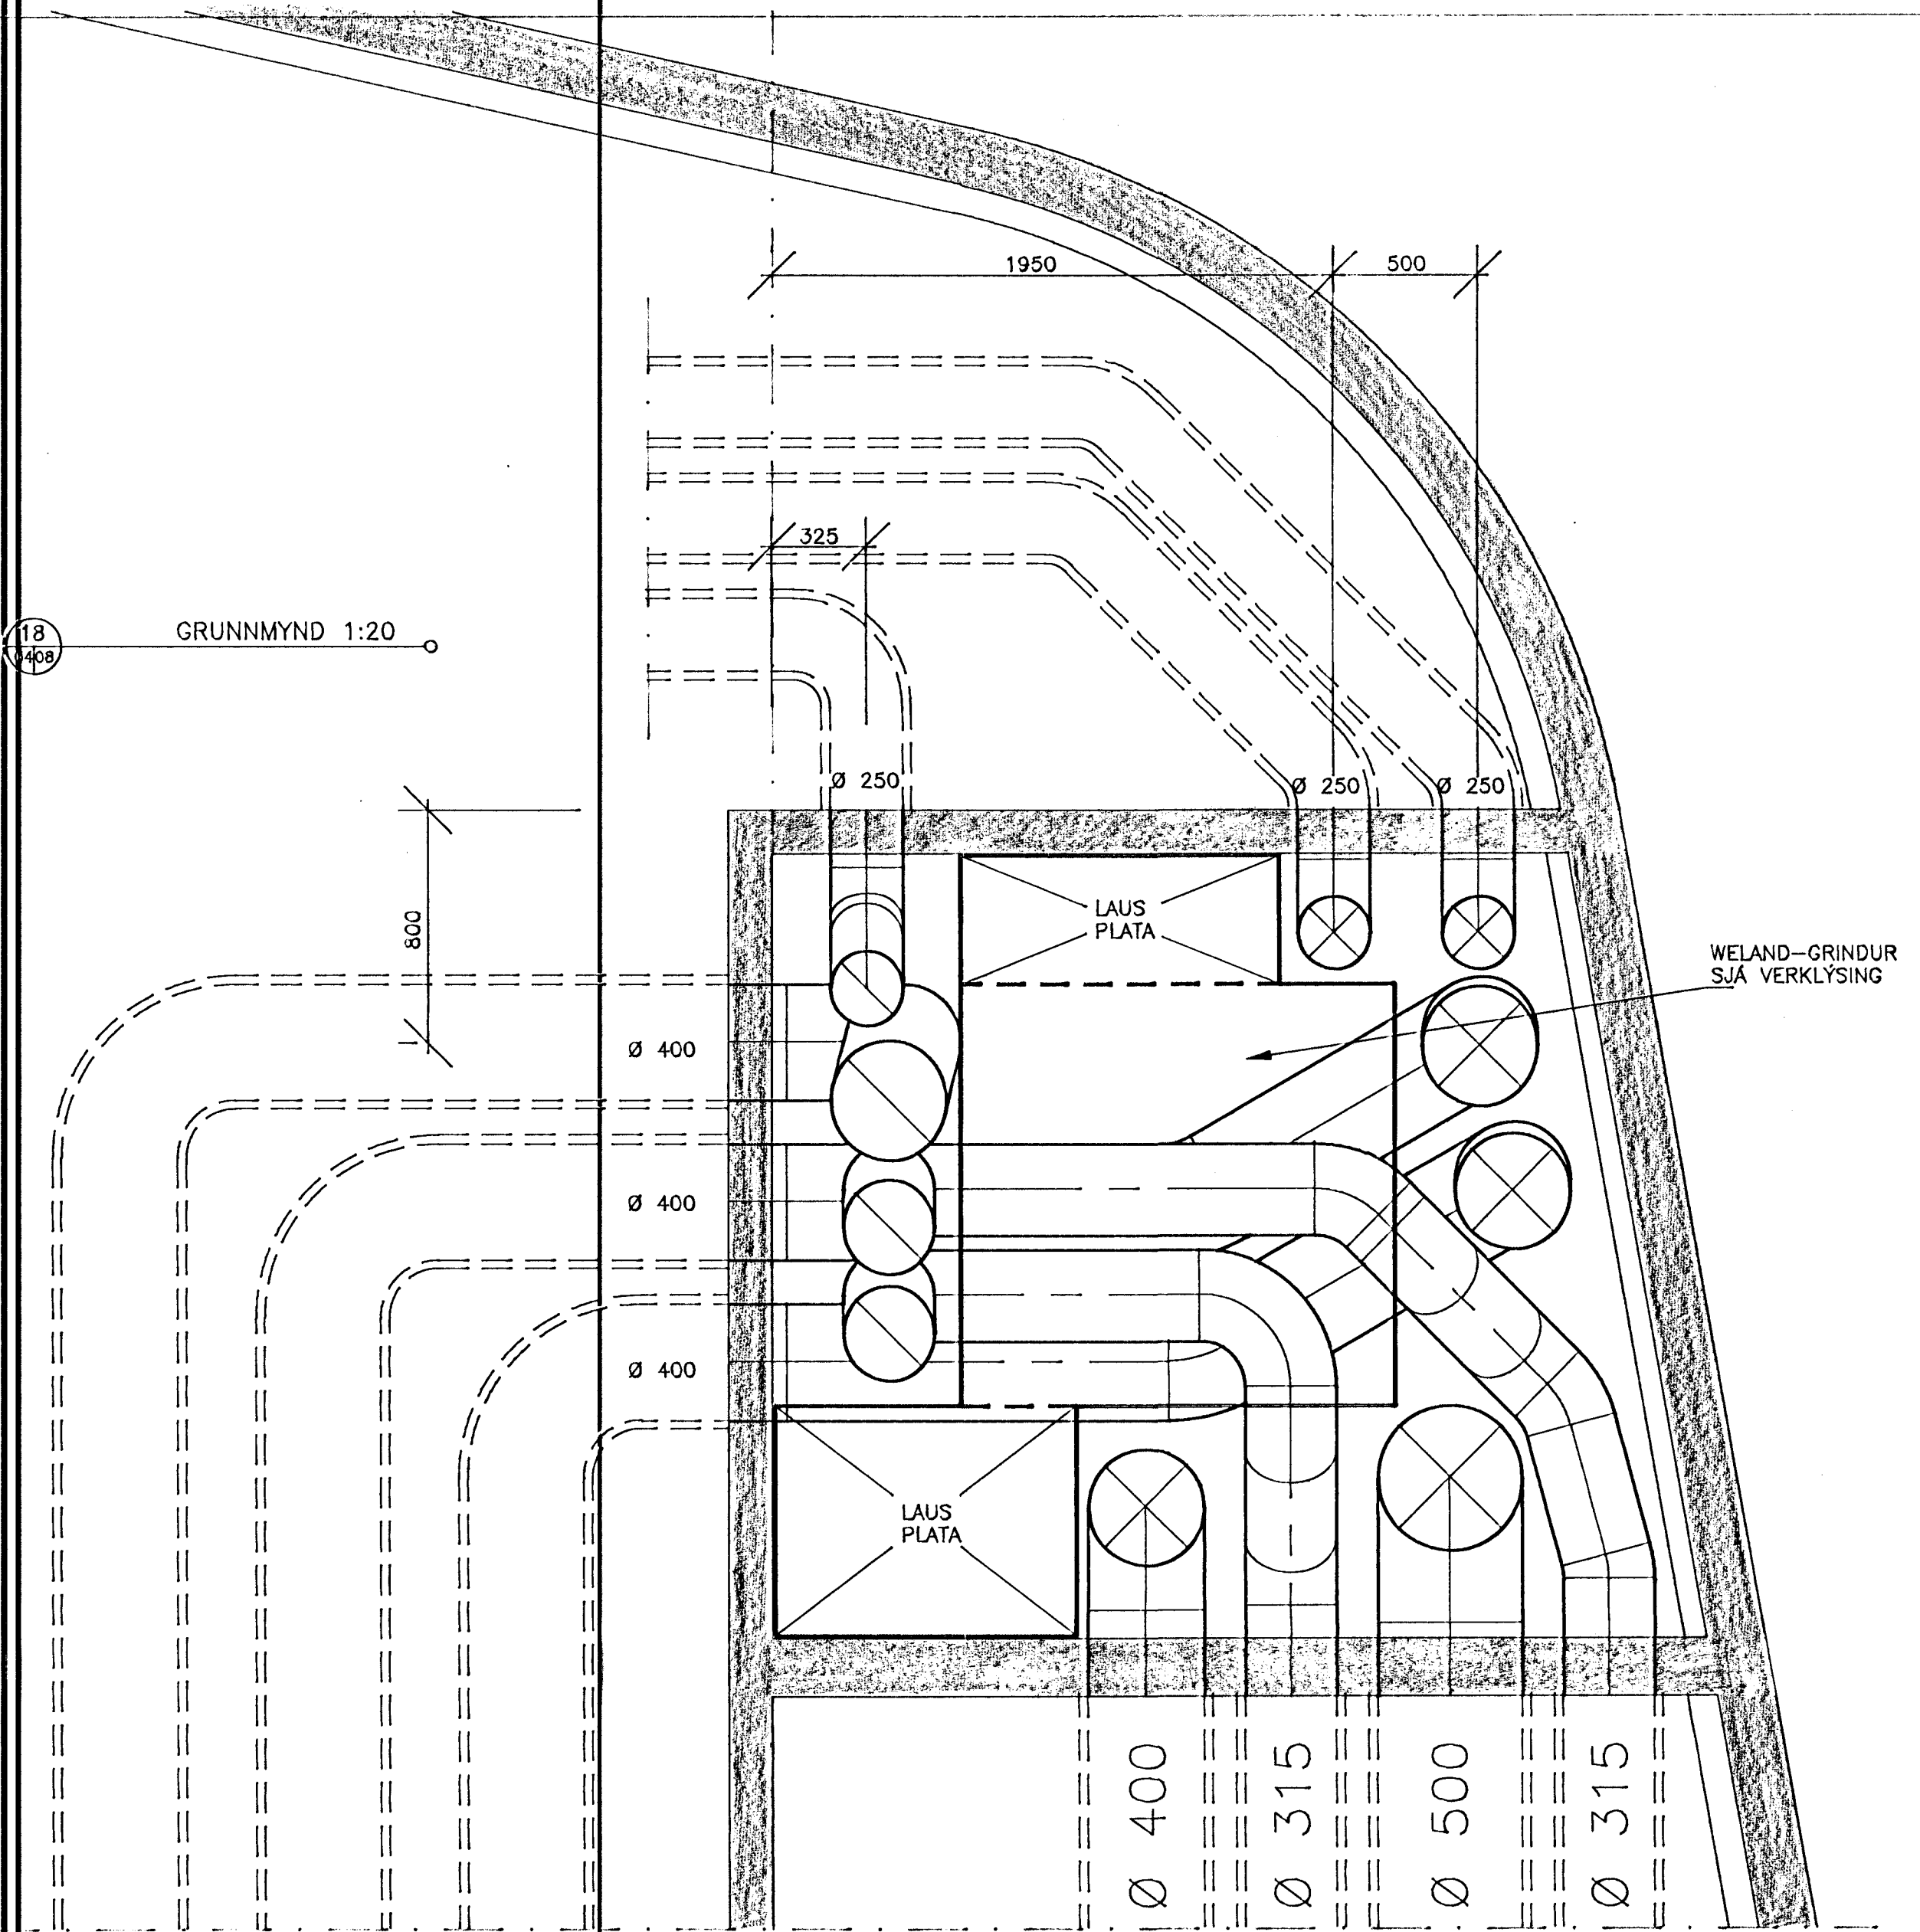 1950
500
325
18
0408
GRUNNMYND 1:20
Ø 250
Ø 250
Ø 250
800
LAUS
PLATA
WELAND-GRINDUR
SJÁ VERKLÝSING
Ø 400
Ø 400
Ø 400
LAUS
PLATA
Ø 400
Ø 315
Ø 500
Ø 315